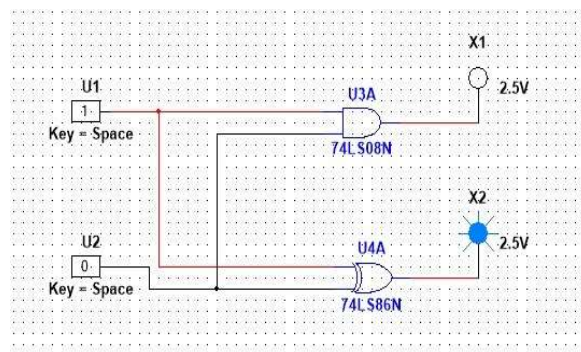 X1
2.5V
U1
1
Key = Space
U3A
74LS08N
X2
2.5V
U2
0
Key = Space
U4A
74LS86N